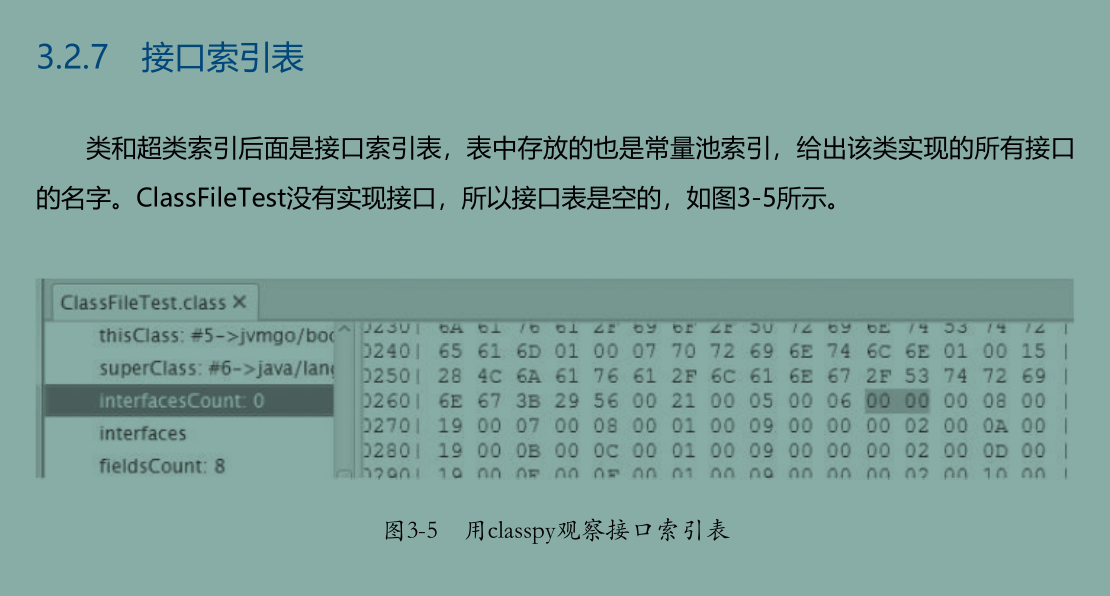 3.2.7 接口索引表
类和超类索引后面是接口索引表，表中存放的也是常量池索引，给出该类实现的所有接口
的名字。ClassFileTest没有实现接口，所以接口表是空的，如图3-5所示。
ClassFileTest.class ×
thisClass: #5->jvmgo/boo
superClass: #6->java/lang
interfacesCount: 0
interfaces
fieldsCount: 8
0230| 6A 61 76 61 2F 69 6F 2F 50 72 69 6E 74 53 74 72 |
0240| 65 61 6D 01 00 07 70 72 69 6E 74 6C 6E 01 00 15 |
0250| 28 4C 6A 61 76 61 2F 6C 61 6E 67 2F 53 74 72 69 |
0260| 6E 67 3B 29 56 00 21 00 05 00 06 00 00 00 08 00 |
0270| 19 00 07 00 08 00 01 00 09 00 00 00 02 00 0A 00 |
0280| 19 00 0B 00 0C 00 01 00 09 00 00 00 02 00 0D 00 |
0290| 19 00 0E 00 0F 00 01 00 09 00 00 00 02 00 10 00 |
图3-5 用classpy观察接口索引表